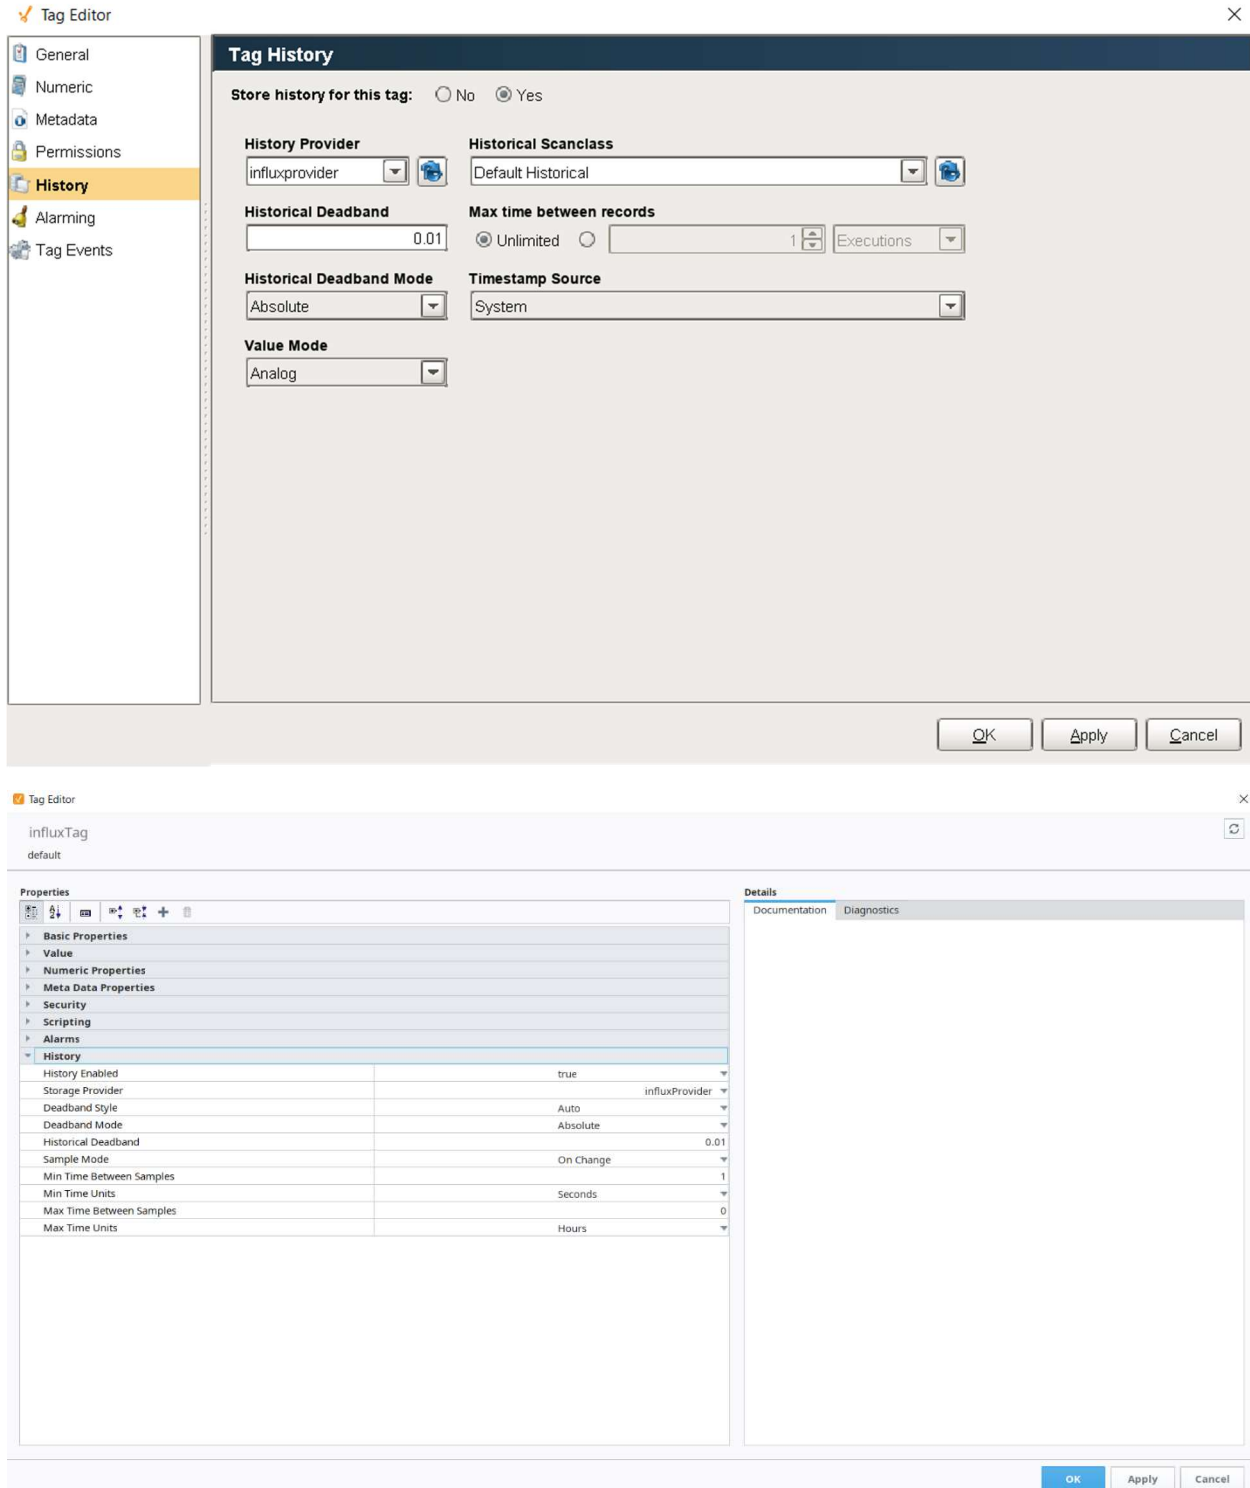 Tag Editor
General
Numeric
Metadata
Permissions
History
Alarming
Tag Events
Tag History
Store history for this tag: No Yes
History Provider Historical Scanclass
influxprovider Default Historical
Historical Deadband Max time between records
0.01 Unlimited 1 Executions
Historical Deadband Mode Timestamp Source
Absolute System
Value Mode
Analog
OK Apply Cancel
Tag Editor
influxTag
default
Properties
Basic Properties
Value
Numeric Properties
Meta Data Properties
Security
Scripting
Alarms
History
History Enabled true
Storage Provider influxProvider
Deadband Style Auto
Deadband Mode Absolute
Historical Deadband 0.01
Sample Mode On Change
Min Time Between Samples 1
Min Time Units Seconds
Max Time Between Samples 0
Max Time Units Hours
Details
Documentation Diagnostics
OK Apply Cancel